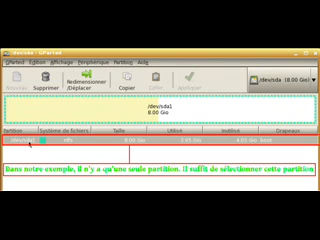 /dev/sda - GParted
GParted Edition Affichage Périphérique Partition Aide
Nouveau Supprimer Redimensionner/Déplacer Copier Coller Appliquer /dev/sda (8.00 Gio)
/dev/sda1
8.00 Gio
Partition Système de fichiers Taille Utilisé Inutilisé Drapeaux
/dev/sda1 ntfs 8.00 Gio boot
Dans notre exemple, il n'y a qu'une seule partition. Il suffit de sélectionner cette partition